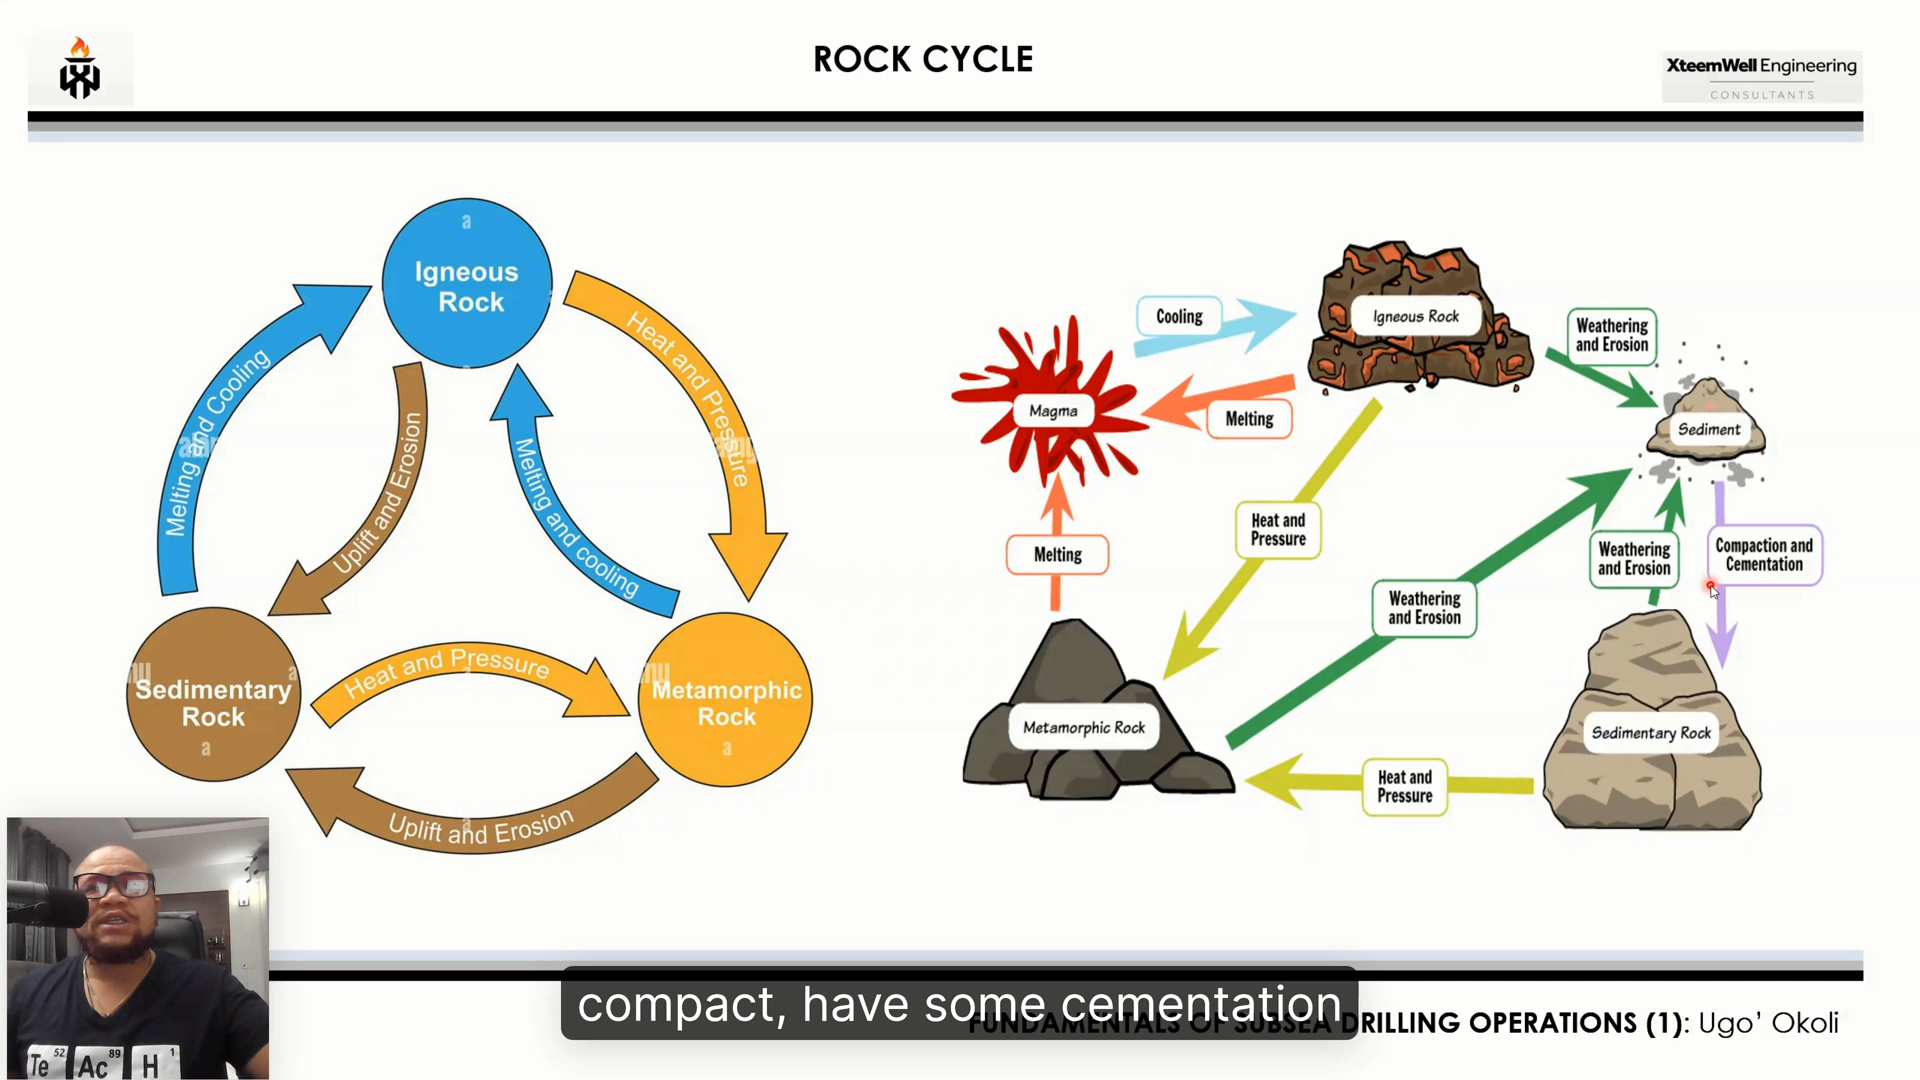 ROCK CYCLE
XteemWell Engineering
CONSULTANTS
Igneous
Rock
Melting and Cooling
Uplift and Erosion
Melting and cooling
Heat and Pressure
Sedimentary
Rock
Heat and Pressure
Metamorphic
Rock
Uplift and Erosion
a
a
a
a
Cooling
Igneous Rock
Weathering
and Erosion
Magma
Melting
Sediment
Melting
Heat and
Pressure
Weathering
and Erosion
Weathering
and Erosion
Compaction and
Cementation
Metamorphic Rock
Sedimentary Rock
Heat and
Pressure
Te 52
Ac 89
H 1
compact, have some cementation
FUNDAMENTALS OF SUBSEA DRILLING OPERATIONS (1): Ugo’ Okoli